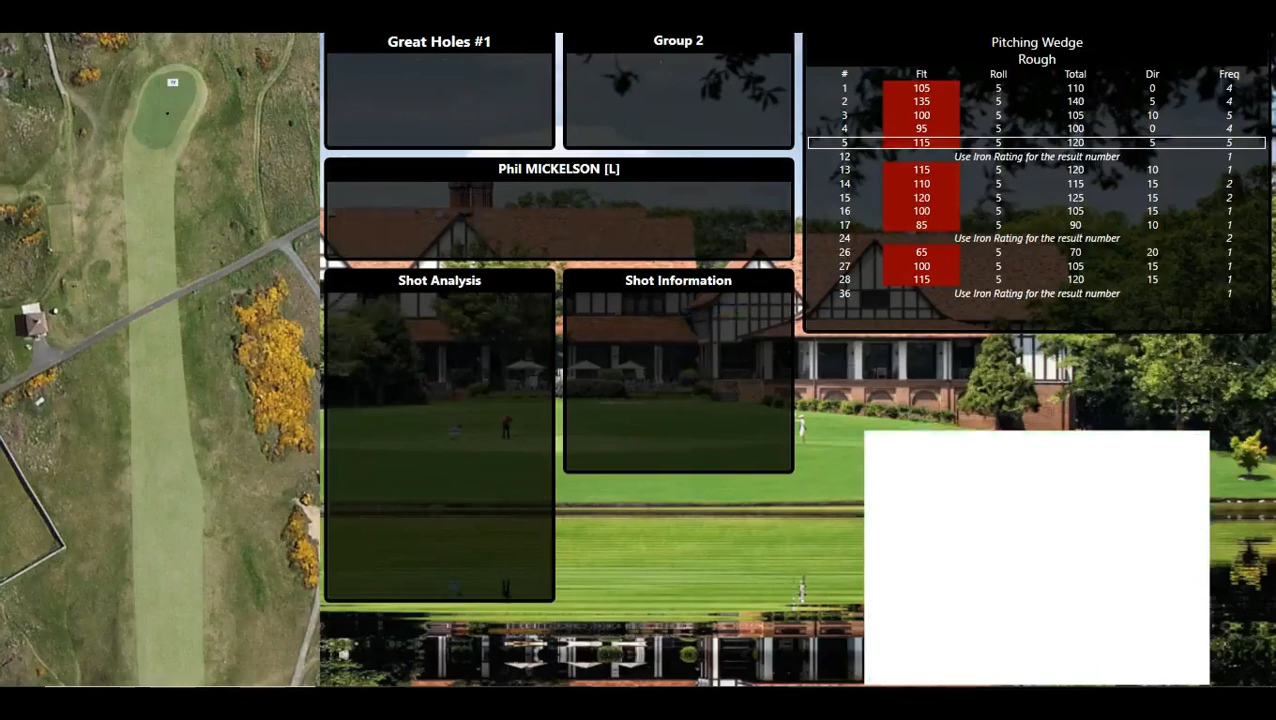 Great Holes #1
Group 2
Phil MICKELSON [L]
Shot Analysis
Shot Information
Pitching Wedge
Rough
# Flt Roll Total Dir Freq
1 105 5 110 0 4
2 135 5 140 5 4
3 100 5 105 10 5
4 95 5 100 0 4
5 115 5 120 5 5
12 Use Iron Rating for the result number 1
13 115 5 120 10 1
14 110 5 115 15 2
15 120 5 125 15 2
16 100 5 105 15 1
17 85 5 90 10 1
24 Use Iron Rating for the result number 2
26 65 5 70 20 1
27 100 5 105 15 1
28 115 5 120 15 1
36 Use Iron Rating for the result number 1